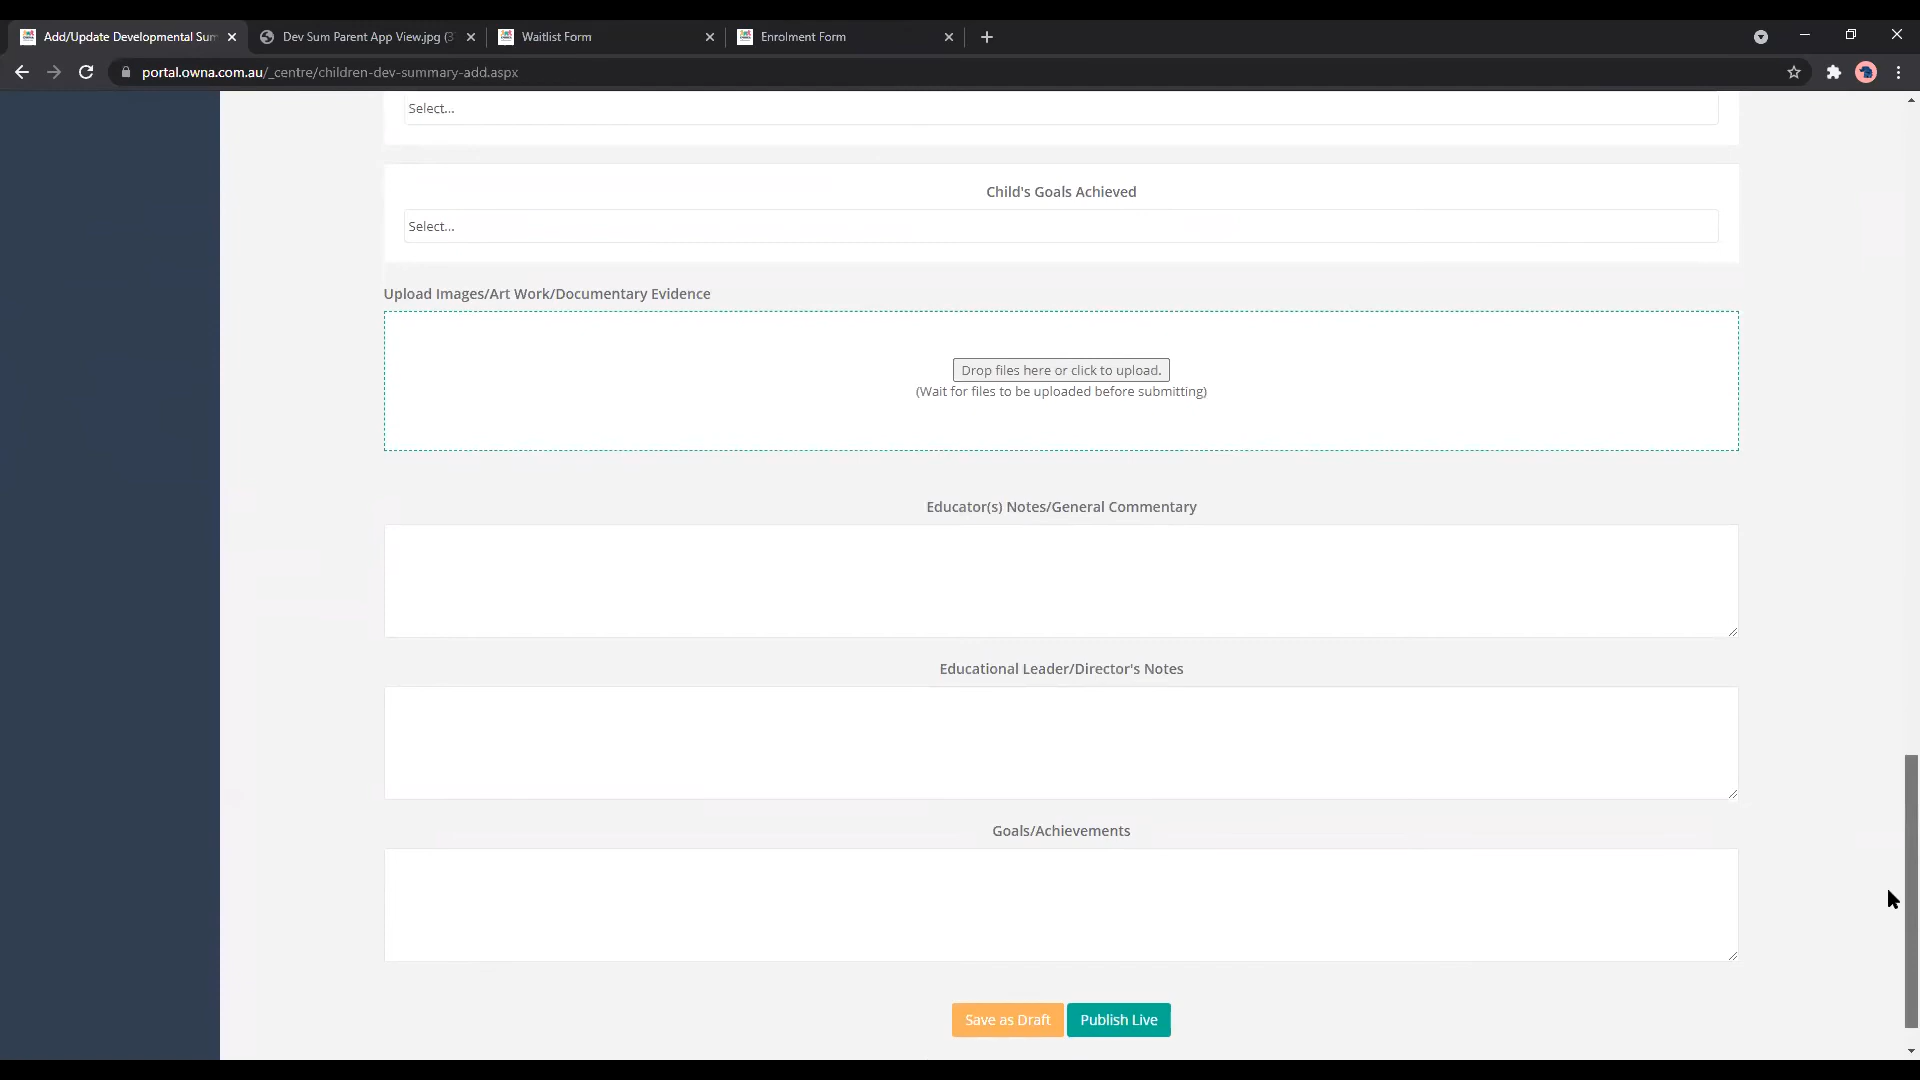 Add/Update Developmental Sum
Dev Sum Parent App View.jpg (3
Waitlist Form
Enrolment Form
portal.owna.com.au/_centre/children-dev-summary-add.aspx
Select...
Child's Goals Achieved
Select...
Upload Images/Art Work/Documentary Evidence
Drop files here or click to upload.
(Wait for files to be uploaded before submitting)
Educator(s) Notes/General Commentary
Educational Leader/Director's Notes
Goals/Achievements
Save as Draft
Publish Live